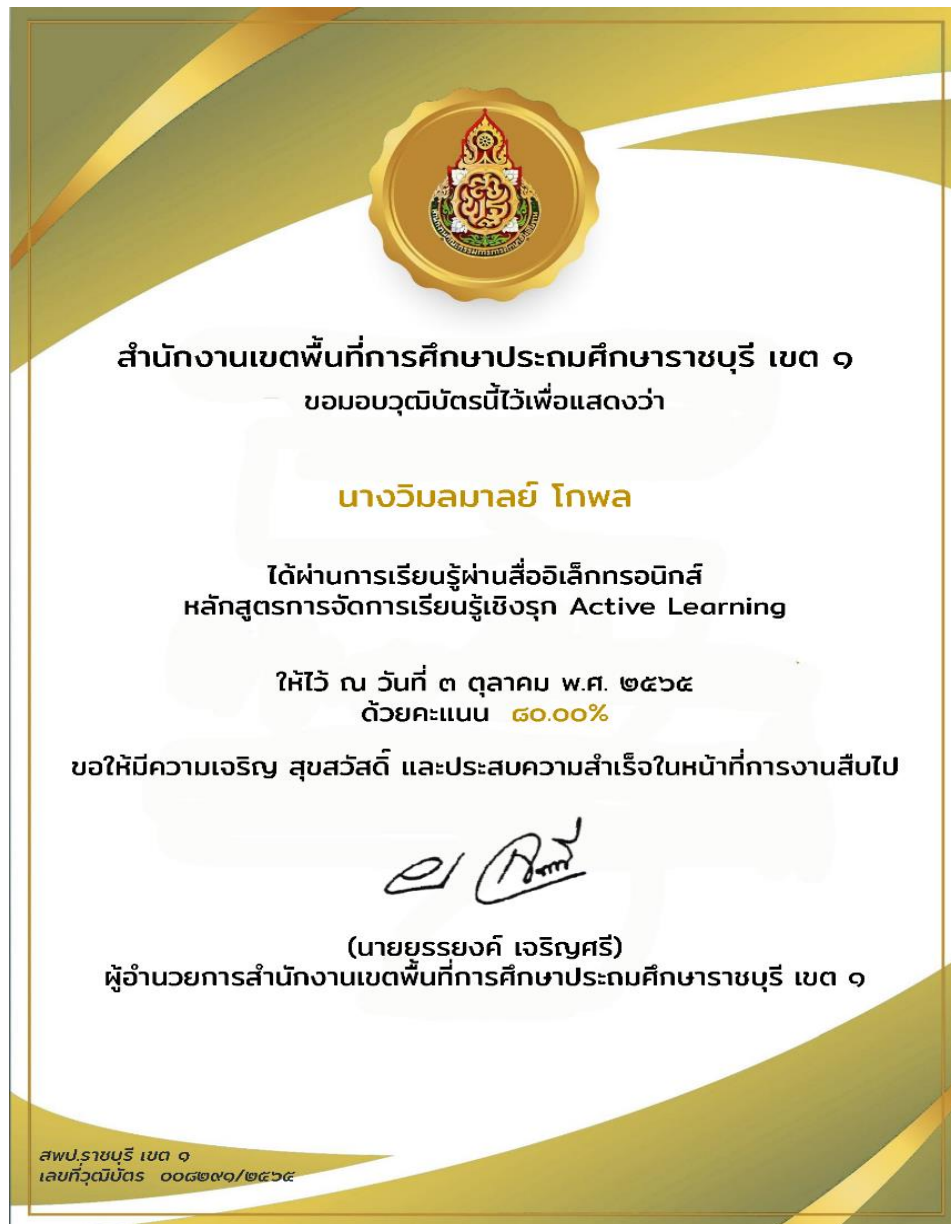 สำนักงานเขตพื้นที่การศึกษาประถมศึกษาราชบุรี เขต ๑
ขอมอบวุฒิบัตรนี้ไว้เพื่อแสดงว่า
นางวิมลมาลย์ โกพล
ได้ผ่านการเรียนรู้ผ่านสื่ออิเล็กทรอนิกส์
หลักสูตรการจัดการเรียนรู้เชิงรุก Active Learning
ให้ไว้ ณ วันที่ ๓ ตุลาคม พ.ศ. ๒๕๖๕
ด้วยคะแนน ๘๐.๐๐%
ขอให้มีความเจริญ สุขสวัสดิ์ และประสบความสำเร็จในหน้าที่การงานสืบไป
(นายยรรยงค์ เจริญศรี)
ผู้อำนวยการสำนักงานเขตพื้นที่การศึกษาประถมศึกษาราชบุรี เขต ๑
สพป.ราชบุรี เขต ๑
เลขที่วุฒิบัตร ๐๐๘๒๙๑/๒๕๖๕